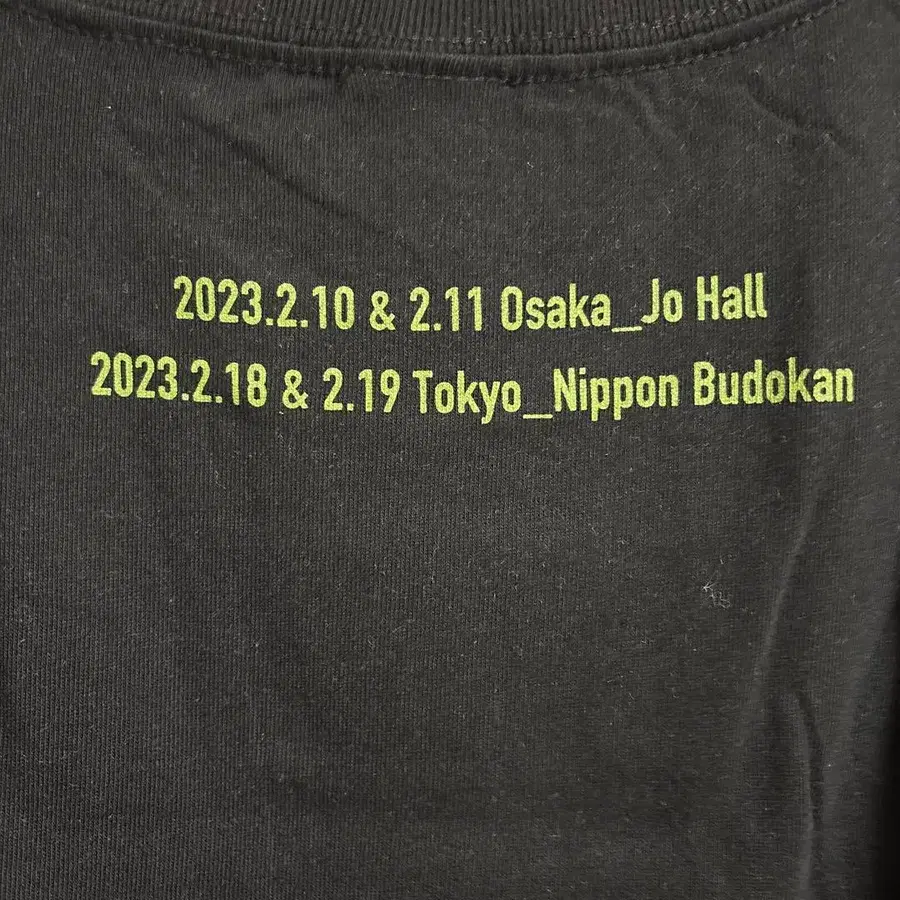 2023.2.10 & 2.11 Osaka_Jo Hall
2023.2.18 & 2.19 Tokyo_Nippon Budokan